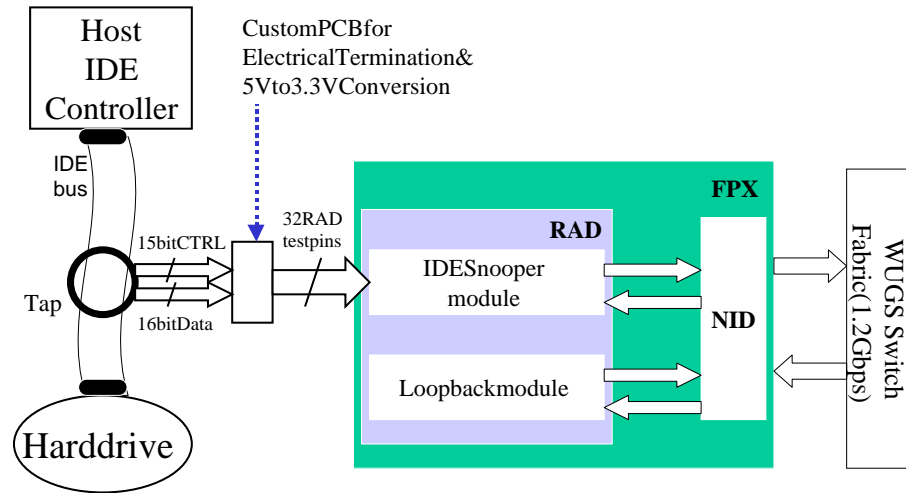 Host
IDE
Controller
CustomPCBfor
ElectricalTermination&
5Vto3.3VConversion
IDE
bus
15bitCTRL
16bitData
Tap
Harddrive
32RAD
testpins
FPX
RAD
IDESnooper
module
Loopbackmodule
NID
WUGS Switch
Fabric(1.2Gbps)